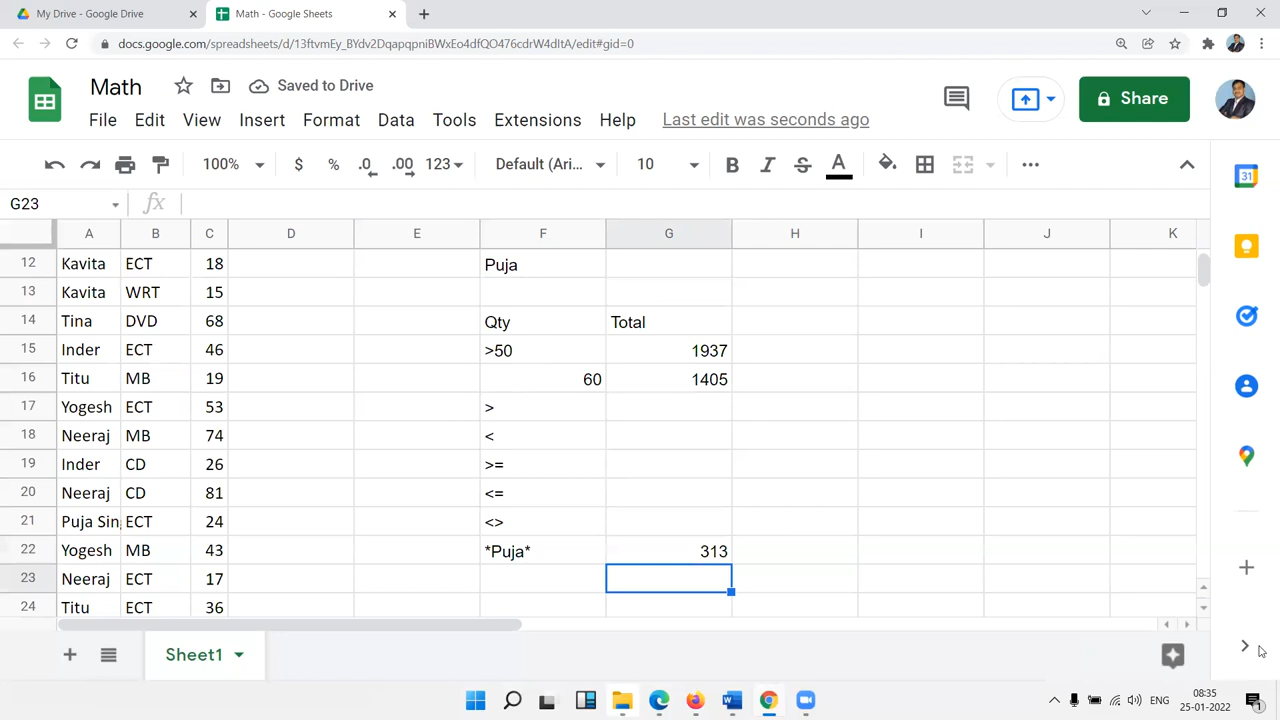 My Drive - Google Drive
Math - Google Sheets
docs.google.com/spreadsheets/d/13ftvmEy_BYdv2DqapqpniBWxEo4dfQO476cdrW4dItA/edit#gid=0
Math
Saved to Drive
File Edit View Insert Format Data Tools Extensions Help Last edit was seconds ago
Share
100% $ % .0 .00 123 Default (Ari... 10 B I S A
31
G23 fx
A B C D E F G H I J K
12 Kavita ECT 18 Puja
13 Kavita WRT 15
14 Tina DVD 68 Qty Total
15 Inder ECT 46 >50 1937
16 Titu MB 19 60 1405
17 Yogesh ECT 53 >
18 Neeraj MB 74 <
19 Inder CD 26 >=
20 Neeraj CD 81 <=
21 Puja Sin ECT 24 <>
22 Yogesh MB 43 *Puja* 313
23 Neeraj ECT 17
24 Titu ECT 36
Sheet1
ENG
08:35
25-01-2022
1